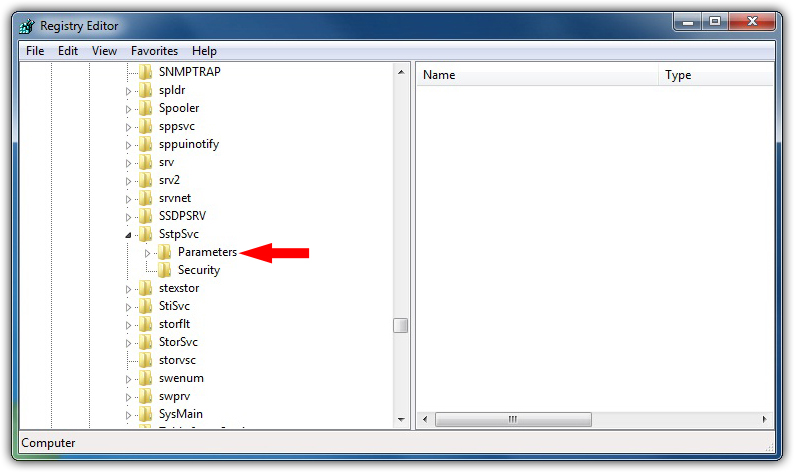 Registry Editor
File Edit View Favorites Help
Name Type
SNMPTRAP
spldr
Spooler
sppsvc
sppuinotify
srv
srv2
srvnet
SSDPSRV
SstpSvc
Parameters
Security
stexstor
StiSvc
storflt
StorSvc
storvsc
swenum
swprv
SysMain
Computer